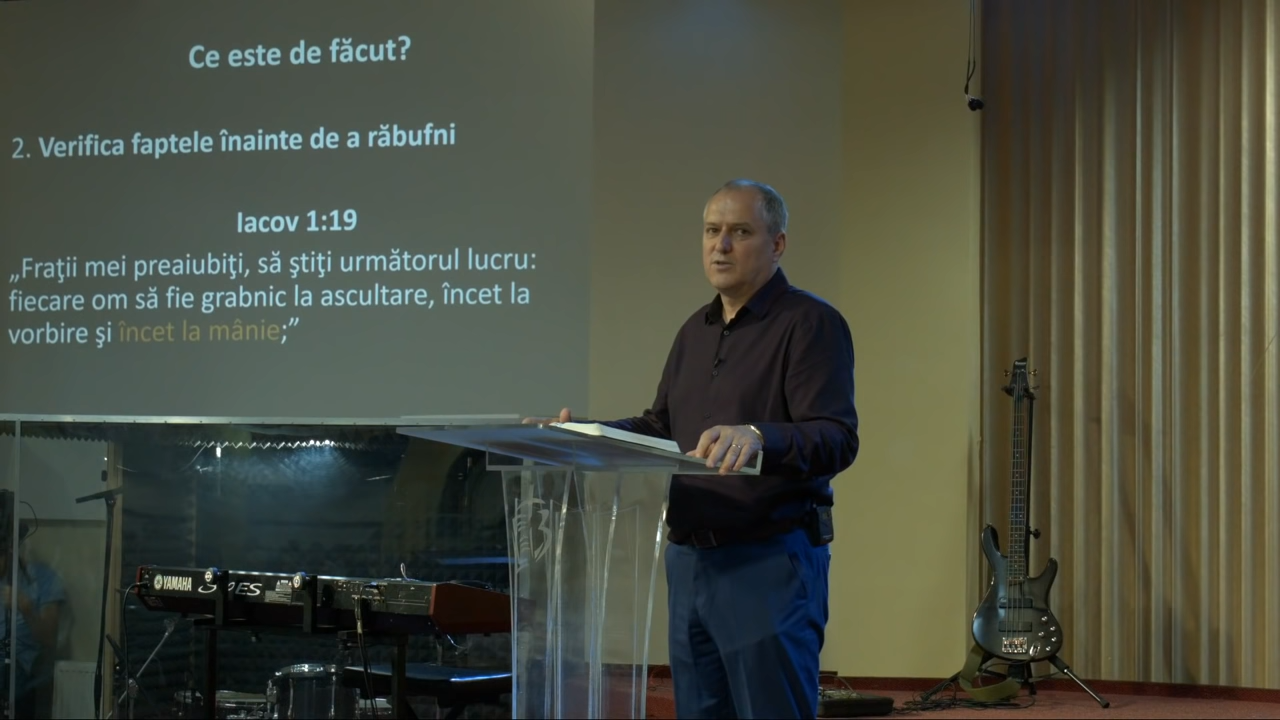 Ce este de făcut?
2. Verifica faptele înainte de a răbufni
Iacov 1:19
„Fraţii mei preaiubiţi, să ştiţi următorul lucru:
fiecare om să fie grabnic la ascultare, încet la
vorbire şi încet la mânie;”
YAMAHA